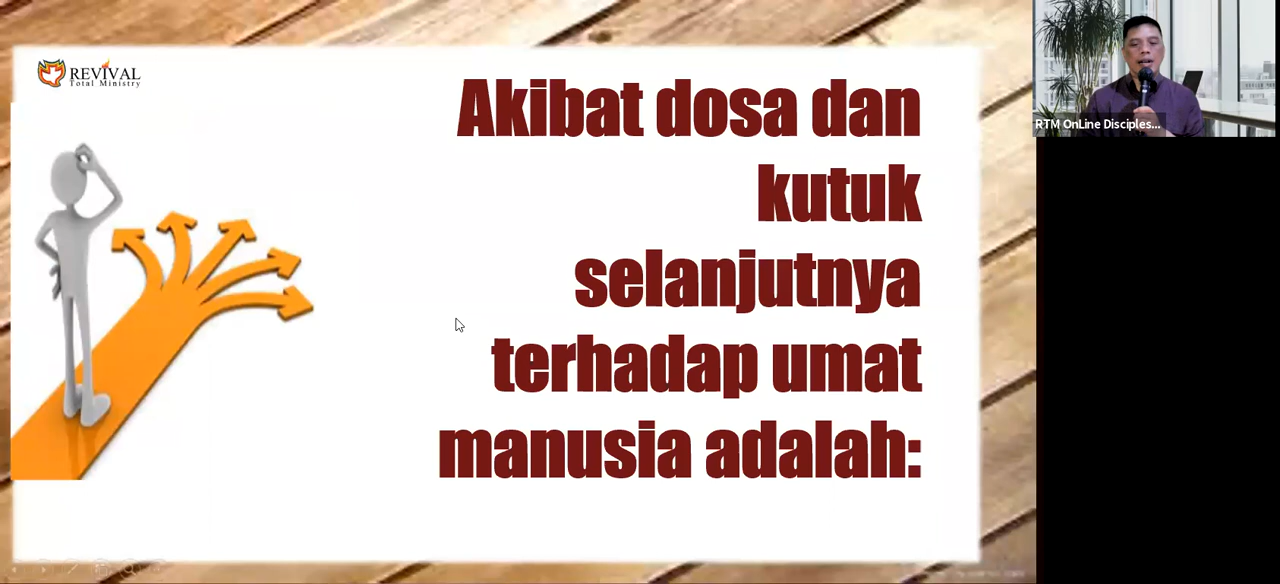 REVIVAL
Total Ministry
Akibat dosa dan
kutuk
selanjutnya
terhadap umat
manusia adalah:
RTM OnLine Disciples...